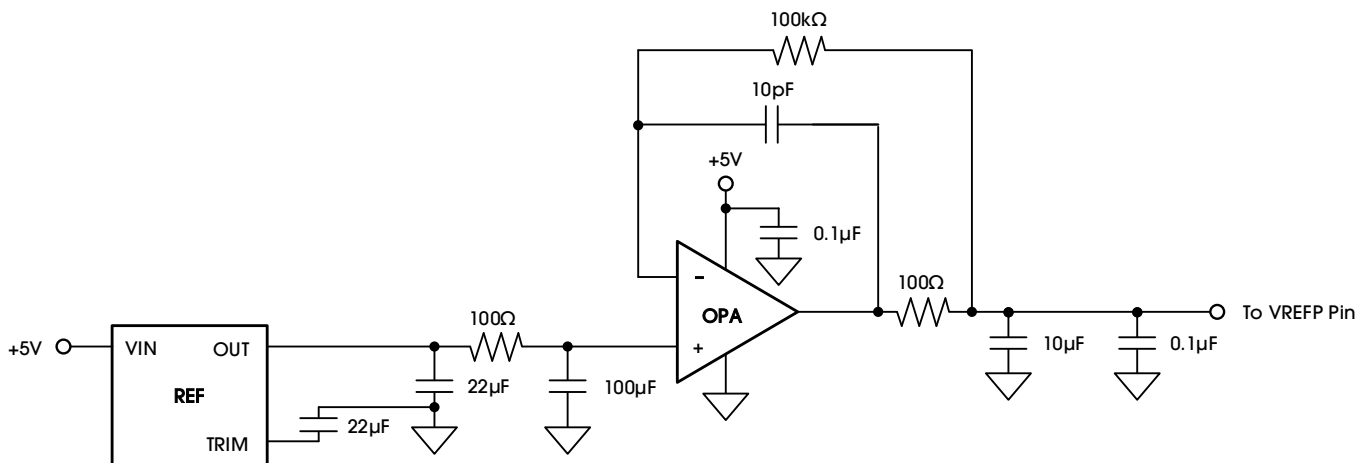 100kΩ
10pF
+5V
0.1µF
100Ω
OPA
−
+
To VREFP Pin
10µF
0.1µF
+5V
VIN
OUT
REF
TRIM
100Ω
22µF
100µF
22µF